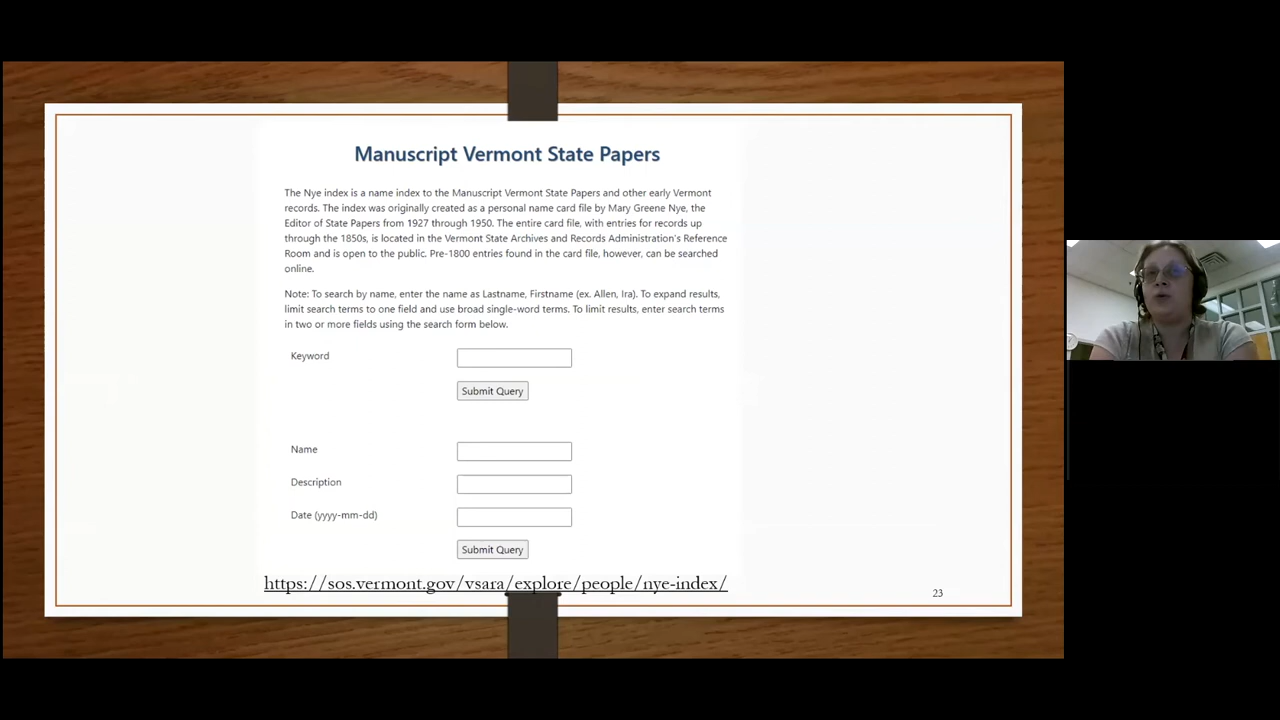 Manuscript Vermont State Papers
The Nye index is a name index to the Manuscript Vermont State Papers and other early Vermont
records. The index was originally created as a personal name card file by Mary Greene Nye, the
Editor of State Papers from 1927 through 1950. The entire card file, with entries for records up
through the 1850s, is located in the Vermont State Archives and Records Administration's Reference
Room and is open to the public. Pre-1800 entries found in the card file, however, can be searched
online.
Note: To search by name, enter the name as Lastname, Firstname (ex. Allen, Ira). To expand results,
limit search terms to one field and use broad single-word terms. To limit results, enter search terms
in two or more fields using the search form below.
Keyword
Submit Query
Name
Description
Date (yyyy-mm-dd)
Submit Query
https://sos.vermont.gov/vsara/explore/people/nye-index/
23